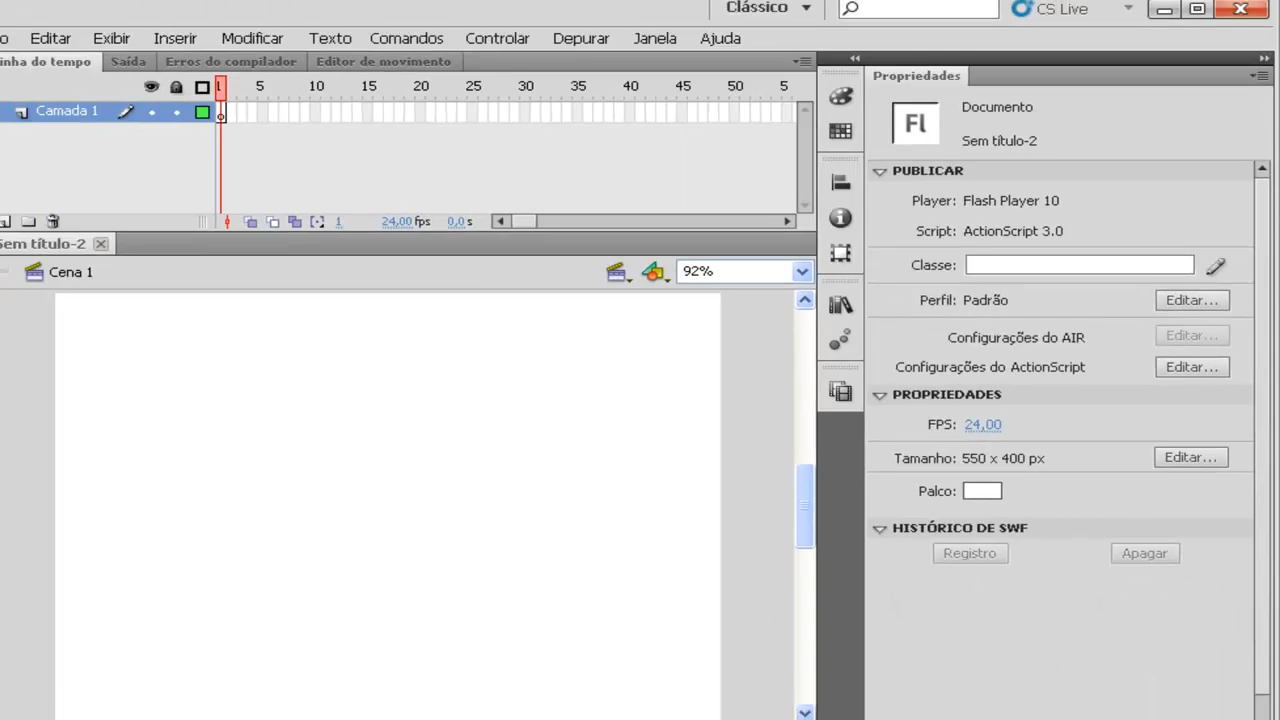 Clássico
CS Live
o Editar Exibir Inserir Modificar Texto Comandos Controlar Depurar Janela Ajuda
inha do tempo Saída Erros do compilador Editor de movimento
1 5 10 15 20 25 30 35 40 45 50 5
Camada 1
1 24,00 fps 0,0 s
Sem título-2
Cena 1
92%
Propriedades
Fl
Documento
Sem título-2
PUBLICAR
Player: Flash Player 10
Script: ActionScript 3.0
Classe:
Perfil: Padrão Editar...
Configurações do AIR Editar...
Configurações do ActionScript Editar...
PROPRIEDADES
FPS: 24,00
Tamanho: 550 x 400 px Editar...
Palco:
HISTÓRICO DE SWF
Registro Apagar